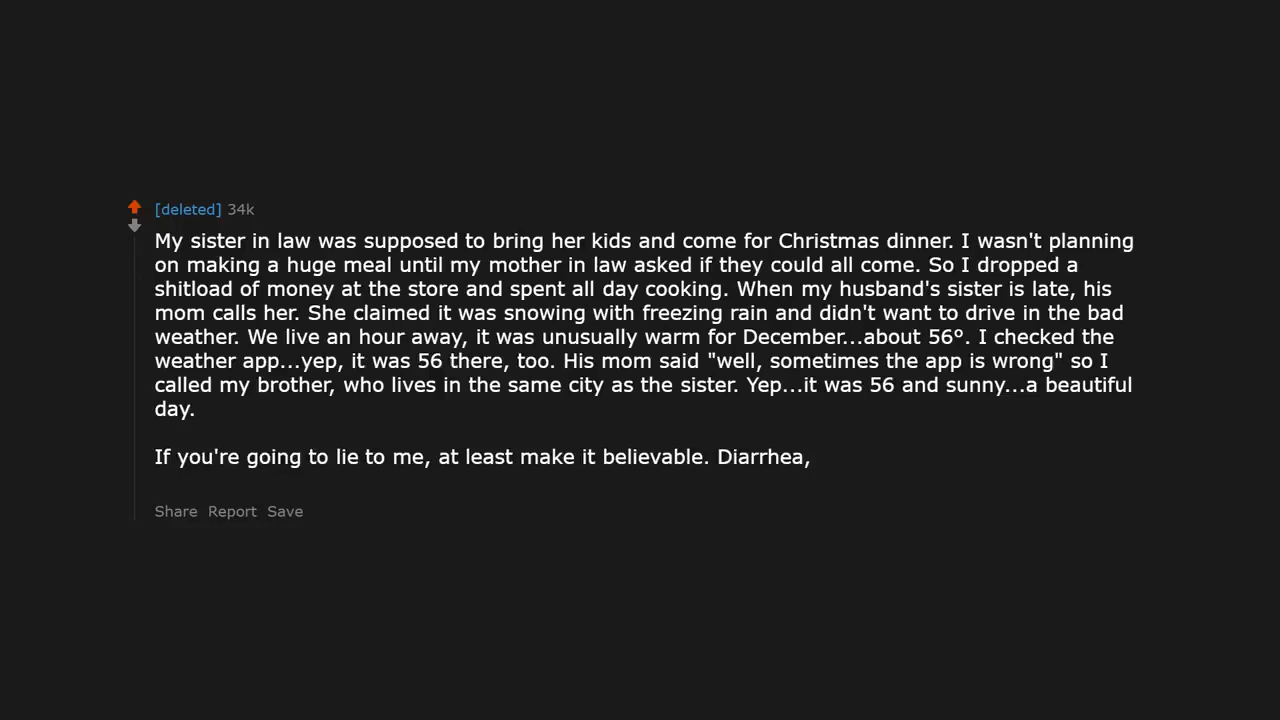 [deleted] 34k
My sister in law was supposed to bring her kids and come for Christmas dinner. I wasn't planning
on making a huge meal until my mother in law asked if they could all come. So I dropped a
shitload of money at the store and spent all day cooking. When my husband's sister is late, his
mom calls her. She claimed it was snowing with freezing rain and didn't want to drive in the bad
weather. We live an hour away, it was unusually warm for December...about 56º. I checked the
weather app...yep, it was 56 there, too. His mom said "well, sometimes the app is wrong" so I
called my brother, who lives in the same city as the sister. Yep...it was 56 and sunny...a beautiful
day.
If you're going to lie to me, at least make it believable. Diarrhea,
Share Report Save